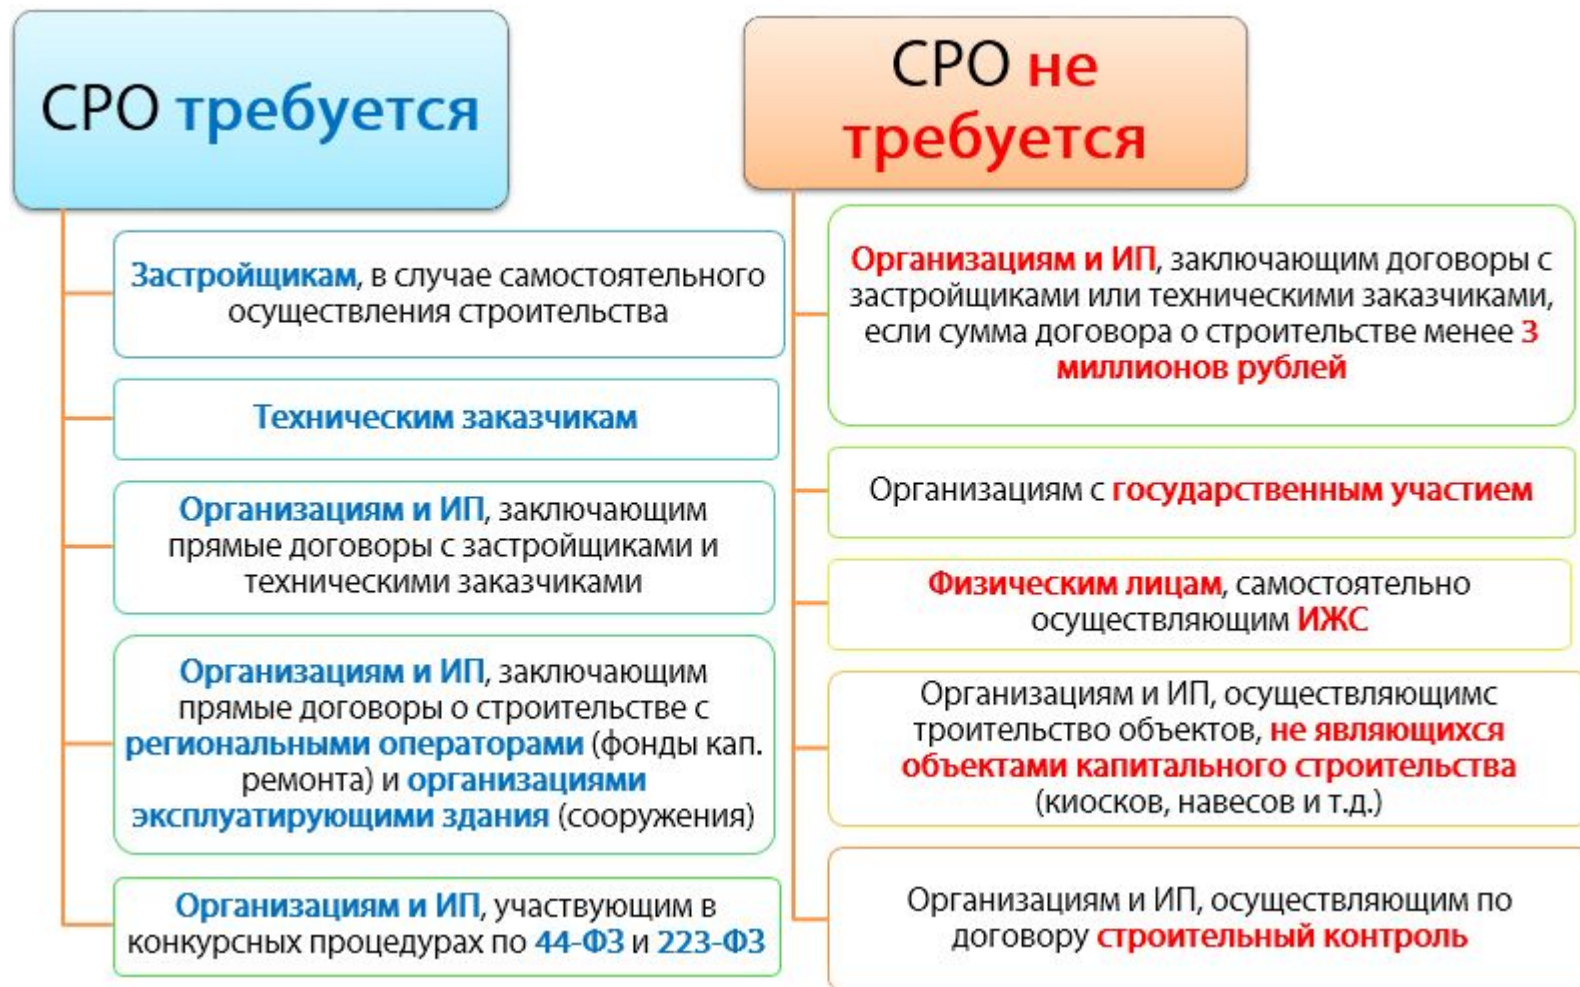 СРО требуется
Застройщикам, в случае самостоятельного
осуществления строительства
Техническим заказчикам
Организациям и ИП, заключающим
прямые договоры с застройщиками и
техническими заказчиками
Организациям и ИП, заключающим
прямые договоры о строительстве с
региональными операторами (фонды кап.
ремонта) и организациями
эксплуатирующими здания (сооружения)
Организациям и ИП, участвующим в
конкурсных процедурах по 44-ФЗ и 223-ФЗ
СРО не
требуется
Организациям и ИП, заключающим договоры с
застройщиками или техническими заказчиками,
если сумма договора о строительстве менее 3
миллионов рублей
Организациям с государственным участием
Физическим лицам, самостоятельно
осуществляющим ИЖС
Организациям и ИП, осуществляющимс
троительство объектов, не являющихся
объектами капитального строительства
(киосков, навесов и т.д.)
Организациям и ИП, осуществляющим по
договору строительный контроль